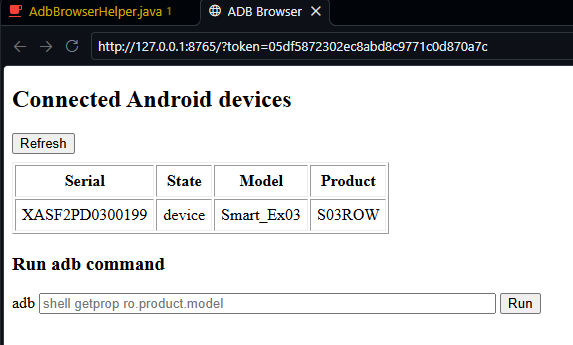 AdbBrowserHelper.java 1 ADB Browser
http://127.0.0.1:8765/?token=05df5872302ec8abd8c9771c0d870a7c
Connected Android devices
Refresh
Serial State Model Product
XASF2PD0300199 device Smart_Ex03 S03ROW
Run adb command
adb shell getprop ro.product.model Run